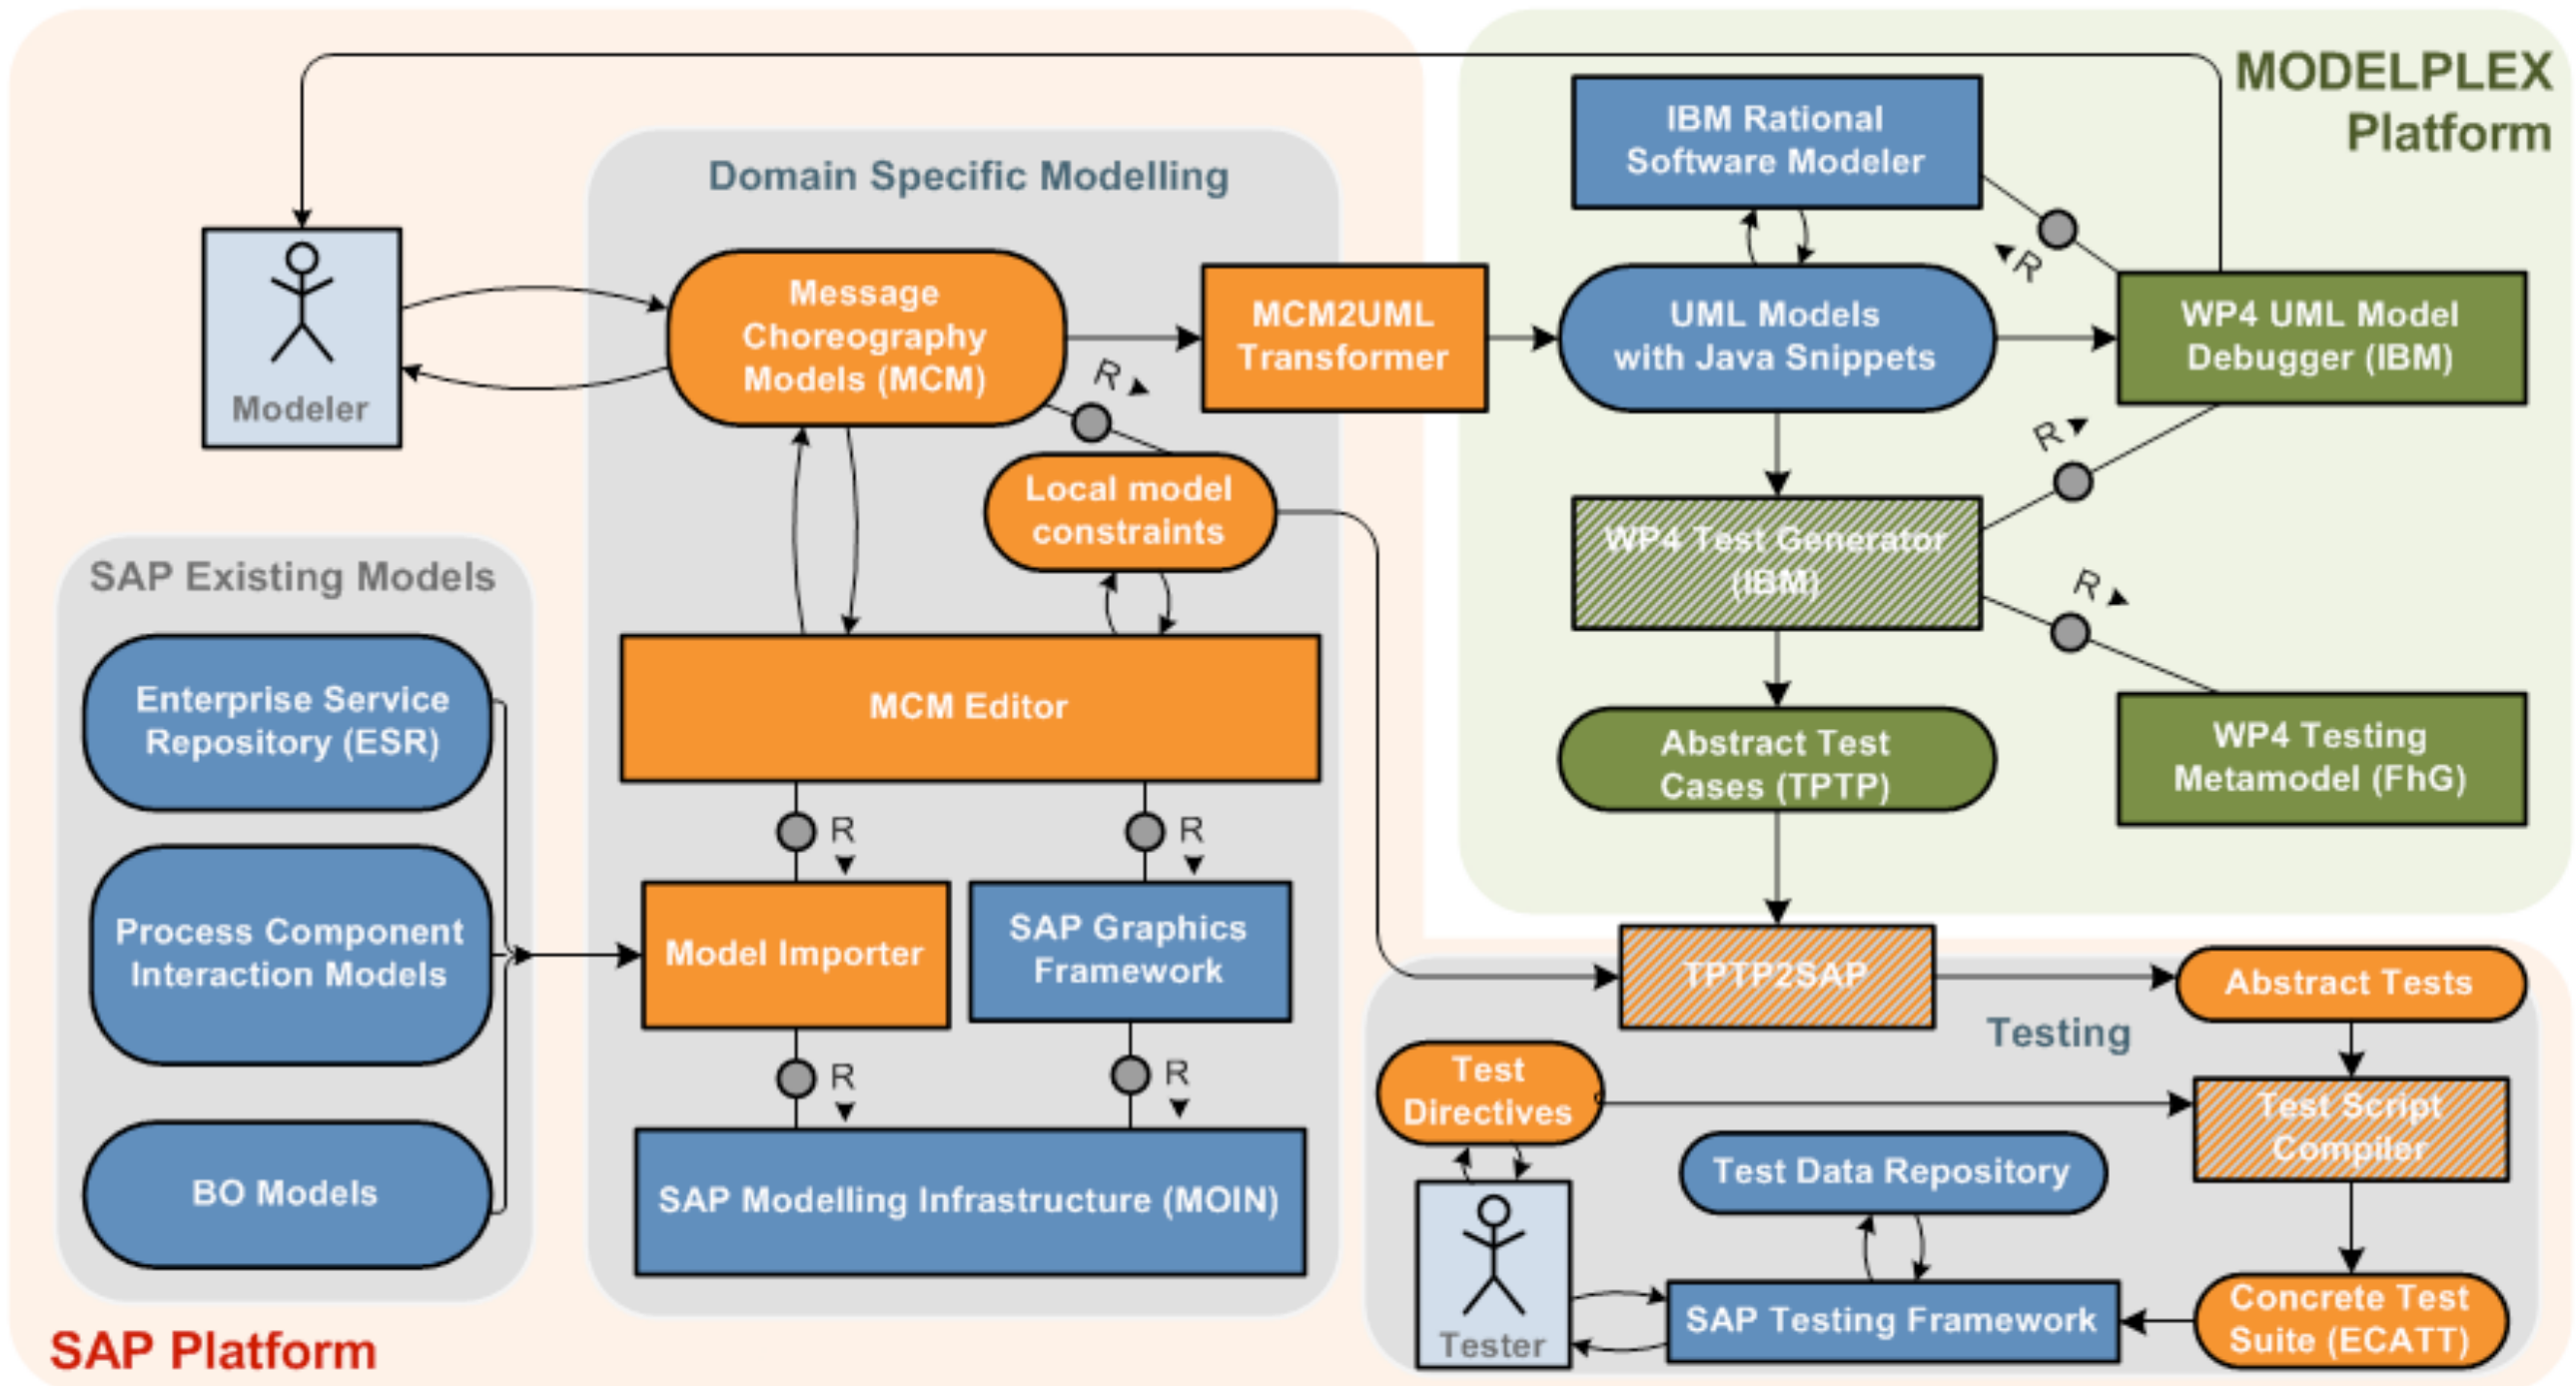 MODELPLEX
Platform
IBM Rational
Software Modeler
Domain Specific Modelling
R
Message
Choreography
Models (MCM)
MCM2UML
Transformer
UML Models
with Java Snippets
WP4 UML Model
Debugger (IBM)
Modeler
R
R
Local model
constraints
WP4 Test Generator
(IBM)
R
SAP Existing Models
Enterprise Service
Repository (ESR)
MCM Editor
Abstract Test
Cases (TPTP)
WP4 Testing
Metamodel (FhG)
R
R
Process Component
Interaction Models
Model Importer
SAP Graphics
Framework
TPTP2SAP
Abstract Tests
Testing
R
R
Test
Directives
Test Script
Compiler
BO Models
SAP Modelling Infrastructure (MOIN)
Test Data Repository
SAP Testing Framework
Concrete Test
Suite (ECATT)
Tester
SAP Platform